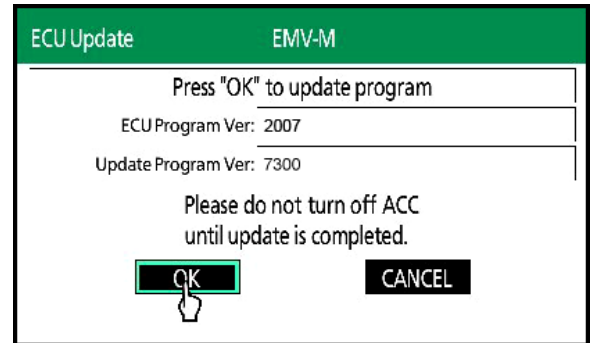 ECU Update EMV-M
Press "OK" to update program
ECU Program Ver: 2007
Update Program Ver: 7300
Please do not turn off ACC
until update is completed.
OK CANCEL